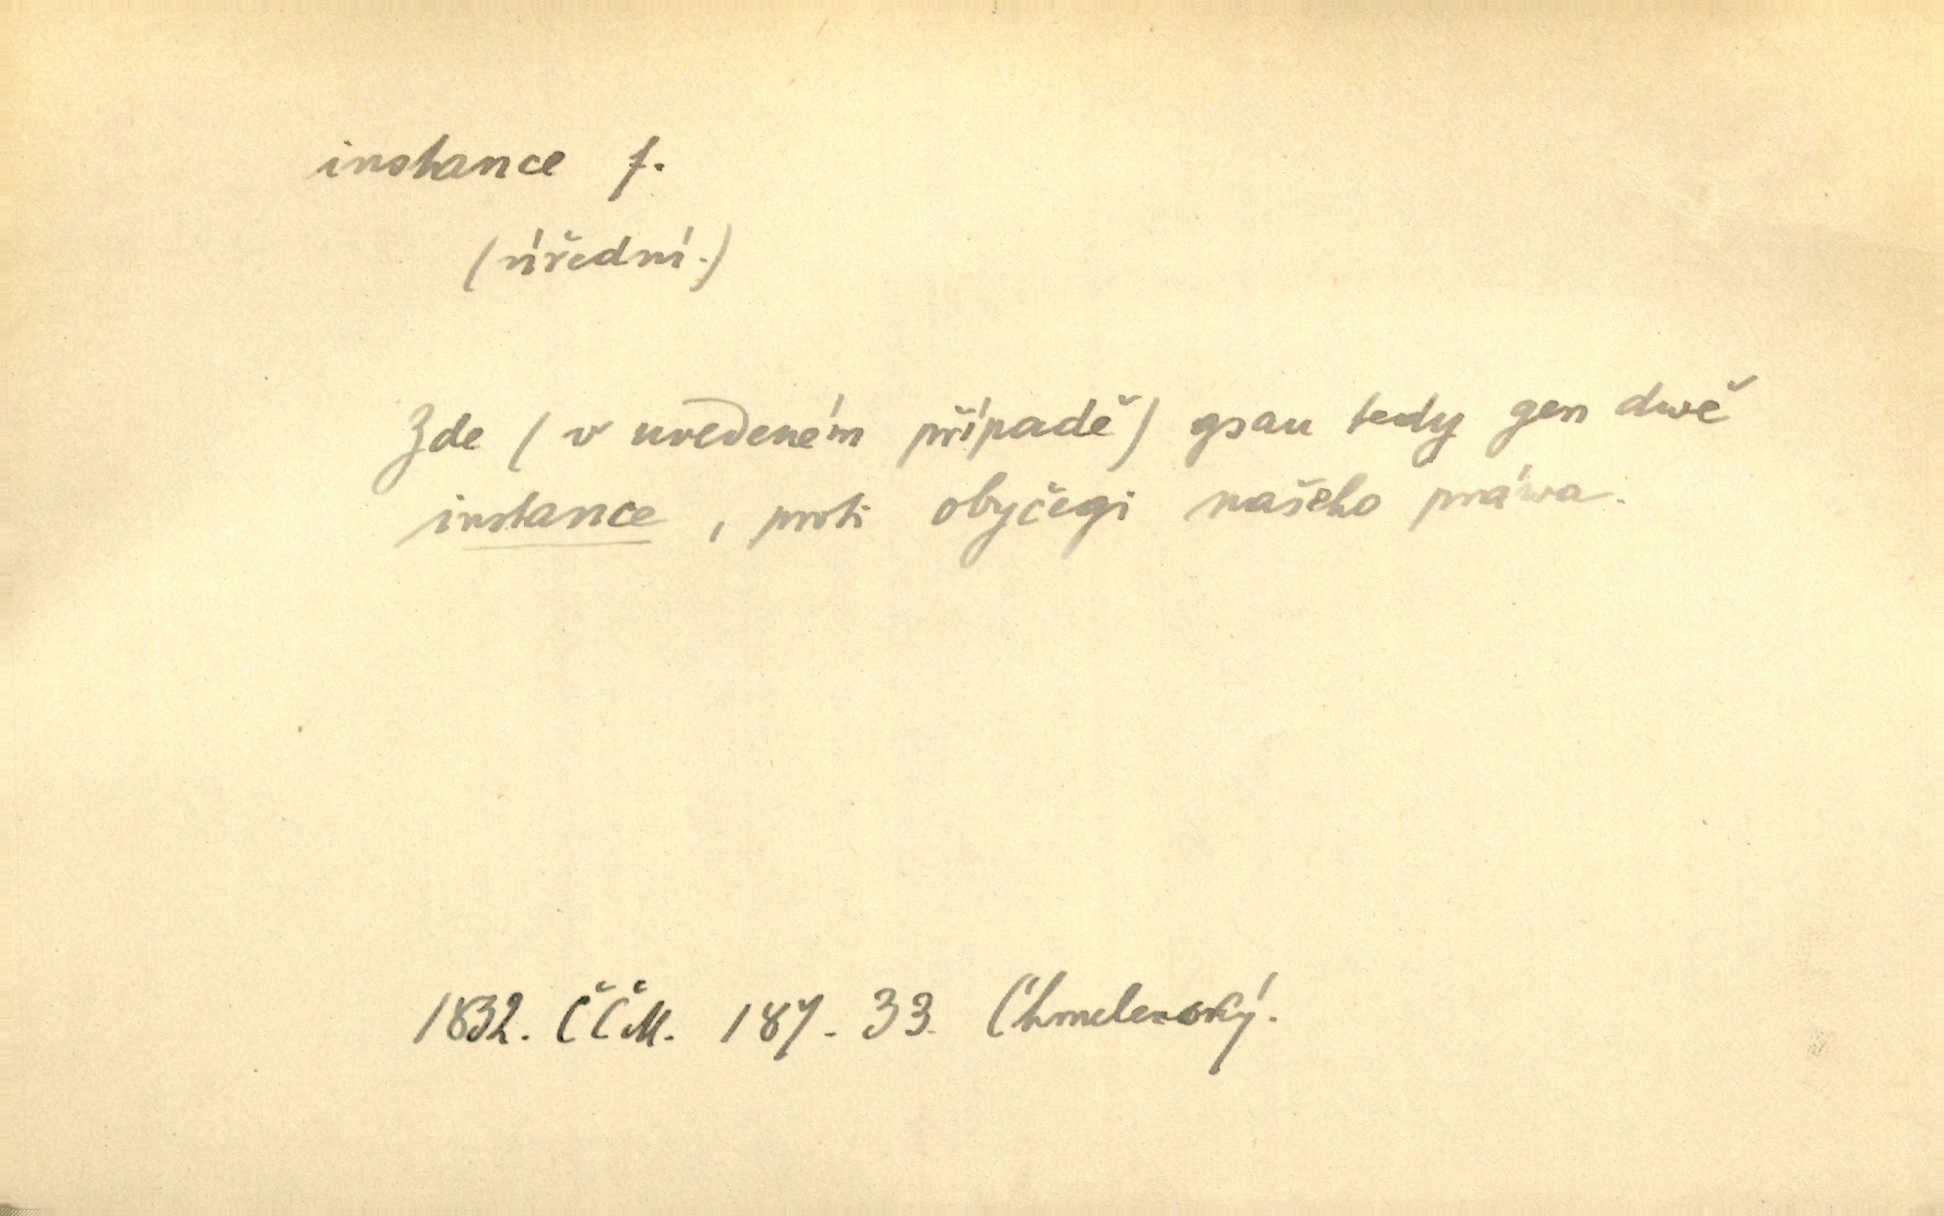 instance f.
(úřední.)
Zde (v uvedeném případě) gsau tedy gen dwě
instance, proti obyčegi našeho práwa.
1832. ČČM. 187. 33. Chmelenský.